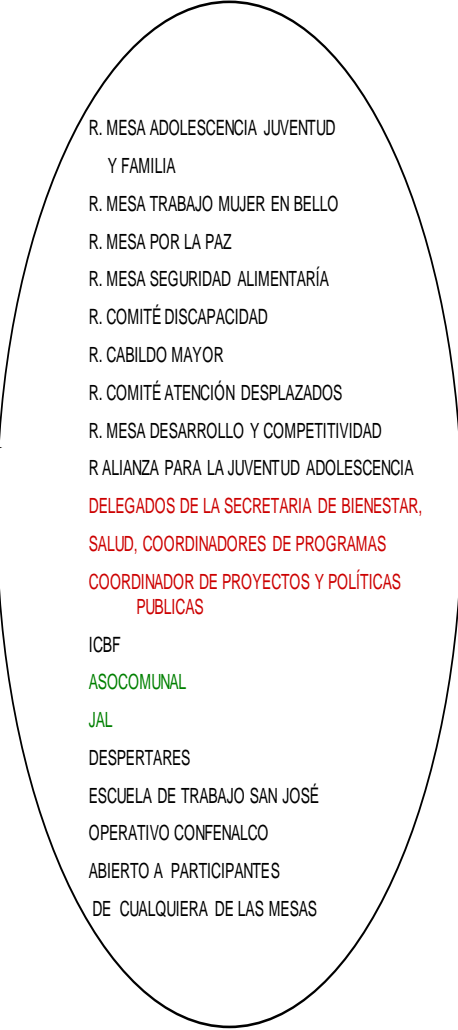 R. MESA ADOLESCENCIA JUVENTUD
Y FAMILIA
R. MESA TRABAJO MUJER EN BELLO
R. MESA POR LA PAZ
R. MESA SEGURIDAD ALIMENTARÍA
R. COMITÉ DISCAPACIDAD
R. CABILDO MAYOR
R. COMITÉ ATENCIÓN DESPLAZADOS
R. MESA DESARROLLO Y COMPETITIVIDAD
R ALIANZA PARA LA JUVENTUD ADOLESCENCIA
DELEGADOS DE LA SECRETARIA DE BIENESTAR,
SALUD, COORDINADORES DE PROGRAMAS
COORDINADOR DE PROYECTOS Y POLÍTICAS
PUBLICAS
ICBF
ASOCOMUNAL
JAL
DESPERTARES
ESCUELA DE TRABAJO SAN JOSÉ
OPERATIVO CONFENALCO
ABIERTO A PARTICIPANTES
DE CUALQUIERA DE LAS MESAS